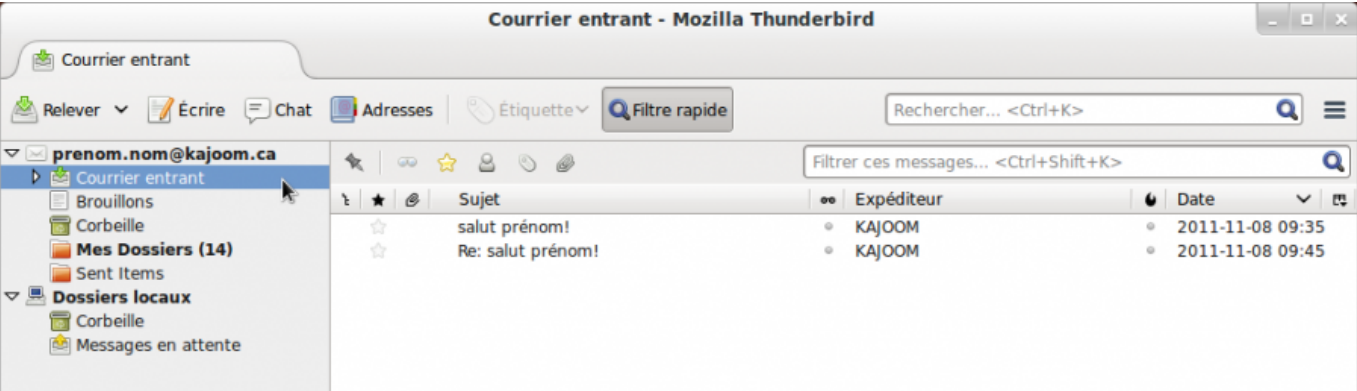 Courrier entrant - Mozilla Thunderbird
Courrier entrant
Relever Écrire Chat Adresses Étiquette Filtre rapide Rechercher... <Ctrl+K>
prenom.nom@kajoom.ca
Courrier entrant
Brouillons
Corbeille
Mes Dossiers (14)
Sent Items
Dossiers locaux
Corbeille
Messages en attente
Filtrer ces messages... <Ctrl+Shift+K>
Sujet Expéditeur Date
salut prénom! KAJOOM 2011-11-08 09:35
Re: salut prénom! KAJOOM 2011-11-08 09:45